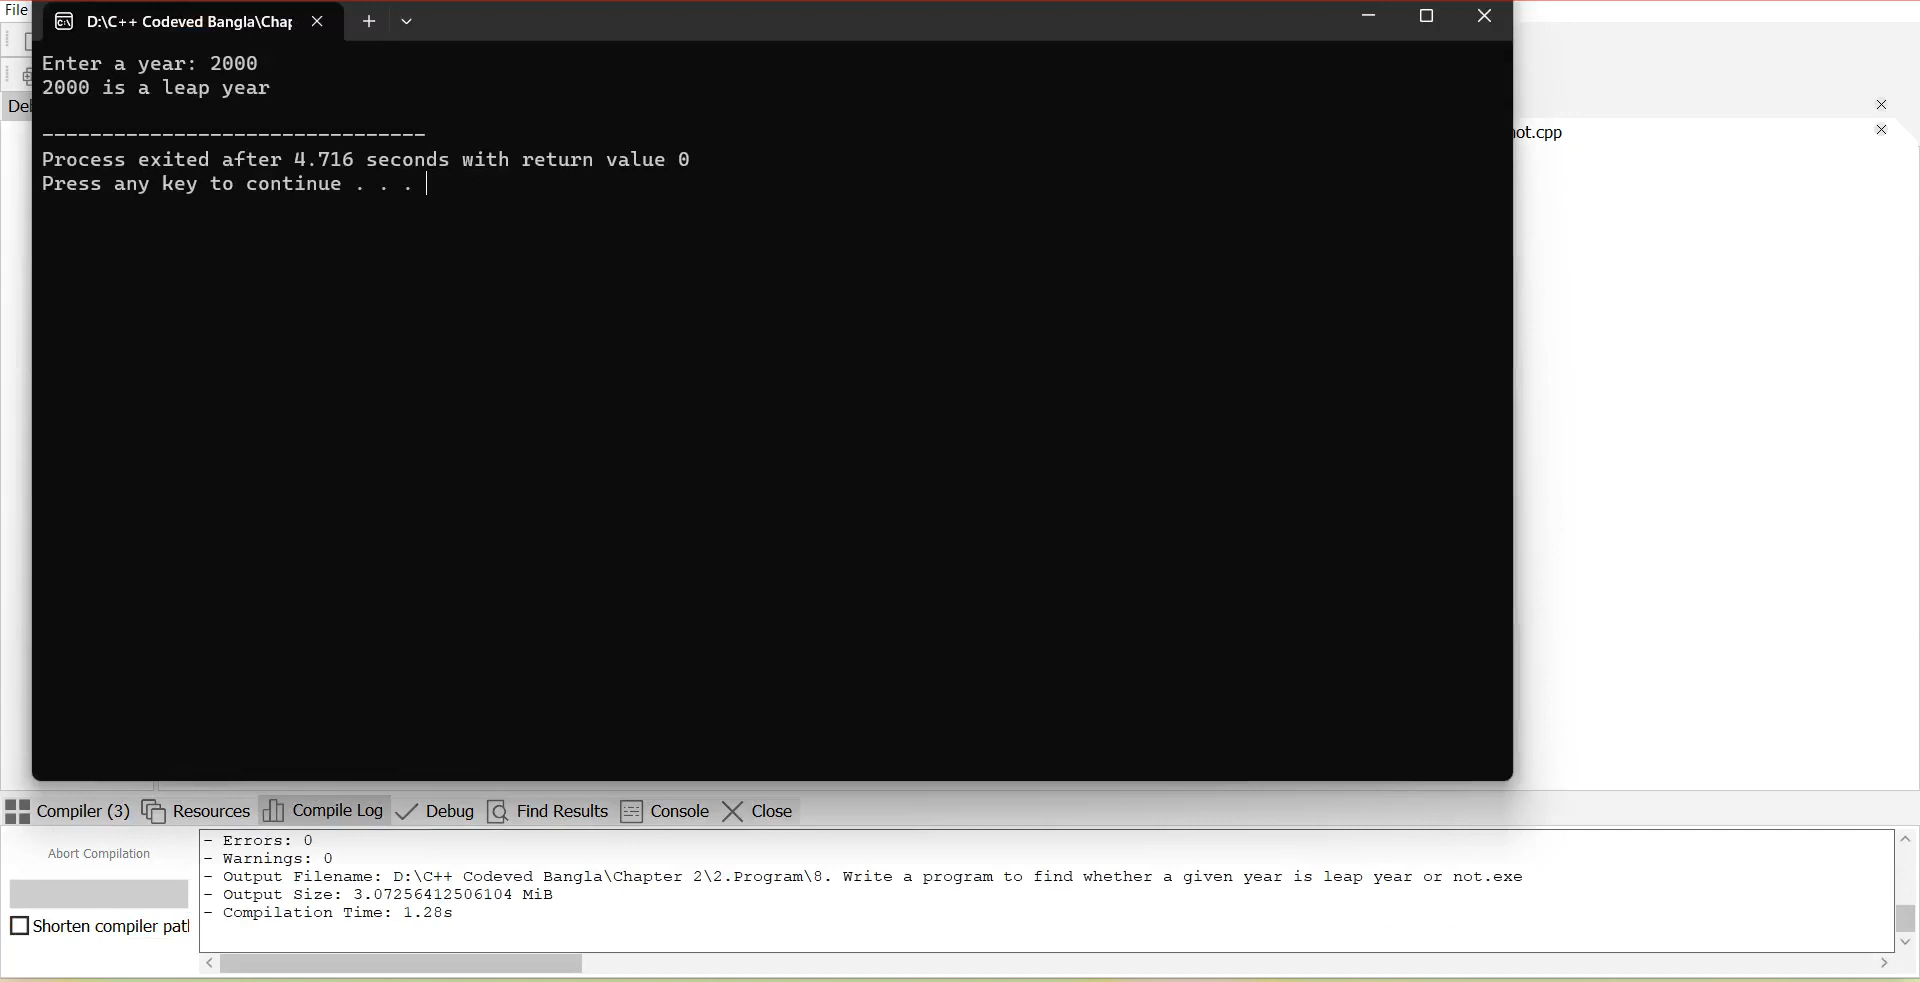 File
D:\C++ Codeved Bangla\Chap
Enter a year: 2000
2000 is a leap year
--------------------------------
Process exited after 4.716 seconds with return value 0
Press any key to continue . . .
not.cpp
Compiler (3) Resources Compile Log Debug Find Results Console Close
Abort Compilation
Shorten compiler path
- Errors: 0
- Warnings: 0
- Output Filename: D:\C++ Codeved Bangla\Chapter 2\2.Program\8. Write a program to find whether a given year is leap year or not.exe
- Output Size: 3.07256412506104 MiB
- Compilation Time: 1.28s